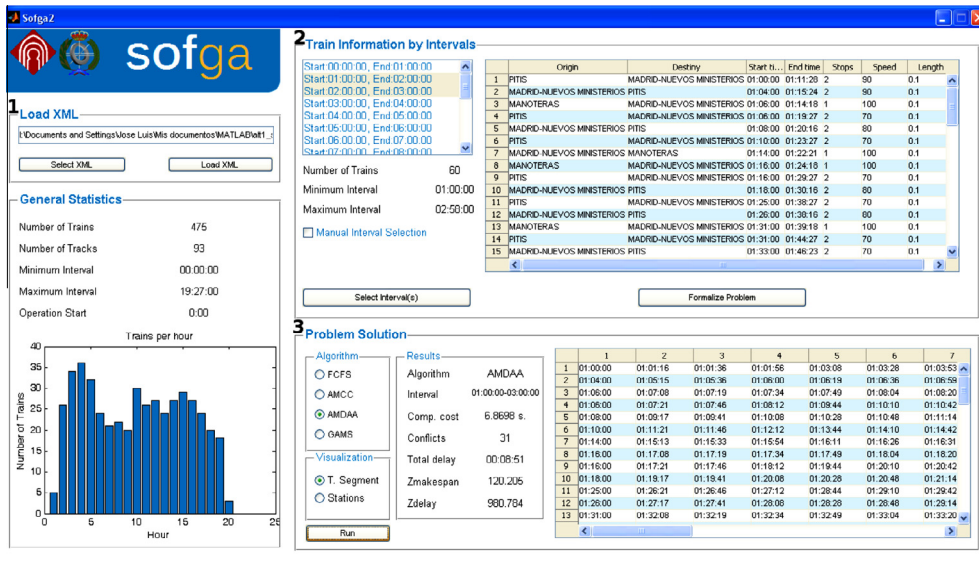 Sofga2
sofga
1
Load XML
t:\Documents and Settings\Jose Luis\Mis documentos\MATLAB\alt1_
Select XML Load XML
General Statistics
Number of Trains 475
Number of Tracks 93
Minimum Interval 00:00:00
Maximum Interval 19:27:00
Operation Start 0:00
Trains per hour
Number of Trains
40
35
30
25
20
15
10
5
0
0 5 10 15 20 25
Hour
2
Train Information by Intervals
Start:00:00:00, End:01:00:00
Start:01:00:00, End:02:00:00
Start:02:00:00, End:03:00:00
Start:03:00:00, End:04:00:00
Start:04:00:00, End:05:00:00
Start:05:00:00, End:06:00:00
Start:06:00:00, End:07:00:00
Start:07:00:00, End:08:00:00
Number of Trains 60
Minimum Interval 01:00:00
Maximum Interval 02:58:00
Manual Interval Selection
Origin Destiny Start ti... End time Stops Speed Length
1 PITIS MADRID-NUEVOS MINISTERIOS 01:00:00 01:11:28 2 90 0.1
2 MADRID-NUEVOS MINISTERIOS PITIS 01:04:00 01:15:24 2 90 0.1
3 MANOTERAS MADRID-NUEVOS MINISTERIOS 01:06:00 01:14:18 1 100 0.1
4 PITIS MADRID-NUEVOS MINISTERIOS 01:06:00 01:19:27 2 70 0.1
5 MADRID-NUEVOS MINISTERIOS PITIS 01:08:00 01:20:16 2 80 0.1
6 PITIS MADRID-NUEVOS MINISTERIOS 01:10:00 01:23:27 2 70 0.1
7 MADRID-NUEVOS MINISTERIOS MANOTERAS 01:14:00 01:22:21 1 100 0.1
8 MANOTERAS MADRID-NUEVOS MINISTERIOS 01:16:00 01:24:18 1 100 0.1
9 PITIS MADRID-NUEVOS MINISTERIOS 01:16:00 01:29:27 2 70 0.1
10 MADRID-NUEVOS MINISTERIOS PITIS 01:18:00 01:30:16 2 80 0.1
11 PITIS MADRID-NUEVOS MINISTERIOS 01:25:00 01:38:27 2 70 0.1
12 MADRID-NUEVOS MINISTERIOS PITIS 01:26:00 01:38:16 2 80 0.1
13 MANOTERAS MADRID-NUEVOS MINISTERIOS 01:31:00 01:39:18 1 100 0.1
14 PITIS MADRID-NUEVOS MINISTERIOS 01:31:00 01:44:27 2 70 0.1
15 MADRID-NUEVOS MINISTERIOS PITIS 01:33:00 01:46:23 2 70 0.1
Select Interval(s) Formalize Problem
3
Problem Solution
Algorithm
FCFS
AMCC
AMDAA
GAMS
Visualization
T. Segment
Stations
Run
Results
Algorithm AMDAA
Interval 01:00:00-03:00:00
Comp. cost 6.8698 s.
Conflicts 31
Total delay 00:08:51
Zmakespan 120.205
Zdelay 980.784
1 2 3 4 5 6 7
1 01:00:00 01:01:16 01:01:36 01:01:56 01:03:08 01:03:28 01:03:53
2 01:04:00 01:05:15 01:05:36 01:06:00 01:06:19 01:06:36 01:06:59
3 01:06:00 01:07:08 01:07:19 01:07:34 01:07:49 01:08:04 01:08:20
4 01:06:00 01:07:21 01:07:46 01:08:12 01:09:44 01:10:10 01:10:42
5 01:08:00 01:09:17 01:09:41 01:10:08 01:10:28 01:10:48 01:11:14
6 01:10:00 01:11:21 01:11:46 01:12:12 01:13:44 01:14:10 01:14:42
7 01:14:00 01:15:13 01:15:33 01:15:54 01:16:11 01:16:26 01:16:31
8 01:16:00 01:17:08 01:17:19 01:17:34 01:17:49 01:18:04 01:18:20
9 01:16:00 01:17:21 01:17:46 01:18:12 01:19:44 01:20:10 01:20:42
10 01:18:00 01:19:17 01:19:41 01:20:08 01:20:28 01:20:48 01:21:14
11 01:25:00 01:26:21 01:26:46 01:27:12 01:28:44 01:29:10 01:29:42
12 01:26:00 01:27:17 01:27:41 01:28:08 01:28:28 01:28:48 01:29:14
13 01:31:00 01:32:08 01:32:19 01:32:34 01:32:49 01:33:04 01:33:20